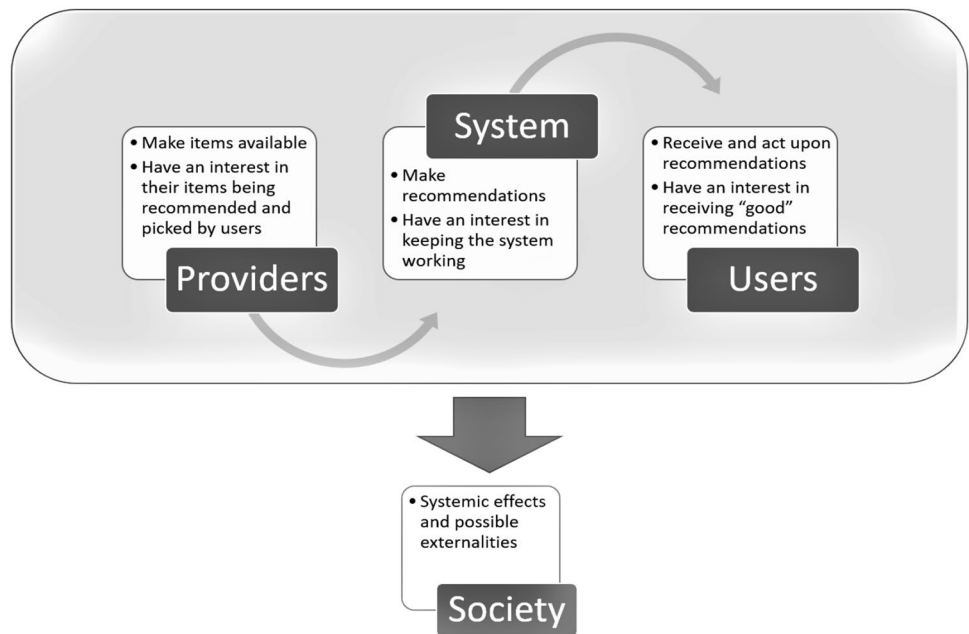 • Make items available
• Have an interest in
their items being
recommended and
picked by users
Providers
System
• Make
recommendations
• Have an interest in
keeping the system
working
• Receive and act upon
recommendations
• Have an interest in
receiving “good”
recommendations
Users
• Systemic effects
and possible
externalities
Society